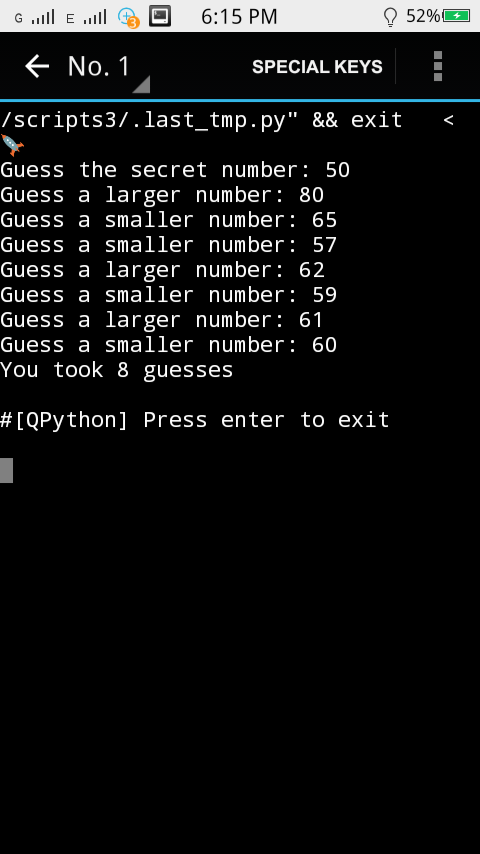 G E 3 6:15 PM 52%
No. 1 SPECIAL KEYS
/scripts3/.last_tmp.py" && exit <
Guess the secret number: 50
Guess a larger number: 80
Guess a smaller number: 65
Guess a smaller number: 57
Guess a larger number: 62
Guess a smaller number: 59
Guess a larger number: 61
Guess a smaller number: 60
You took 8 guesses
#[QPython] Press enter to exit